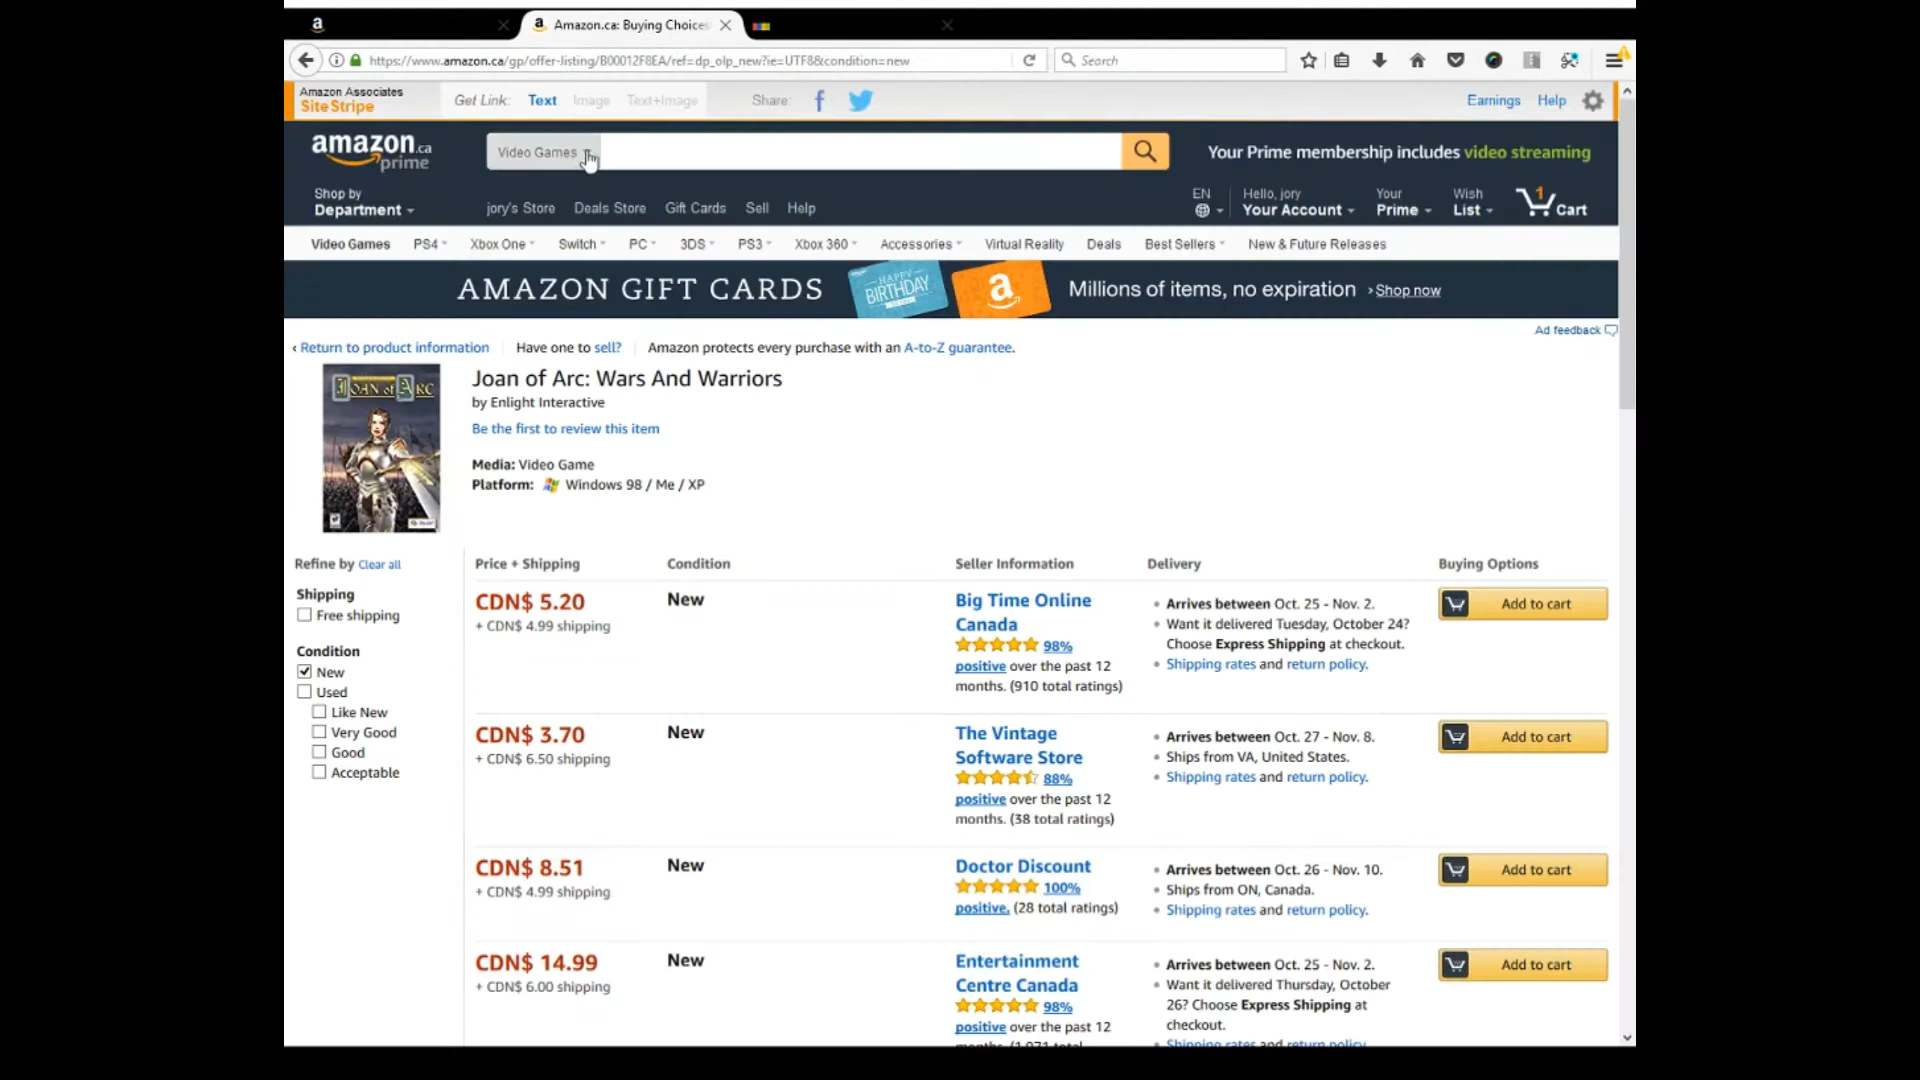 Amazon.ca: Buying Choices
https://www.amazon.ca/gp/offer-listing/B00012F8EA/ref=dp_olp_new?ie=UTF8&condition=new
Search
Amazon Associates
SiteStripe
Get Link: Text Image Text+Image
Share:
Earnings Help
amazon.ca
prime
Video Games
Your Prime membership includes video streaming
Shop by
Department
jory's Store Deals Store Gift Cards Sell Help
EN
Hello, jory
Your Account
Your
Prime
Wish
List
1
Cart
Video Games PS4 Xbox One Switch PC 3DS PS3 Xbox 360 Accessories Virtual Reality Deals Best Sellers New & Future Releases
AMAZON GIFT CARDS
HAPPY
BIRTHDAY
Millions of items, no expiration › Shop now
Ad feedback
‹ Return to product information
Have one to sell?
Amazon protects every purchase with an A-to-Z guarantee.
JOAN of ARC
Joan of Arc: Wars And Warriors
by Enlight Interactive
Be the first to review this item
Media: Video Game
Platform: Windows 98 / Me / XP
Refine by Clear all
Shipping
Free shipping
Condition
New
Used
Like New
Very Good
Good
Acceptable
Price + Shipping Condition Seller Information Delivery Buying Options
CDN$ 5.20
+ CDN$ 4.99 shipping
New
Big Time Online
Canada
98%
positive over the past 12
months. (910 total ratings)
• Arrives between Oct. 25 - Nov. 2.
• Want it delivered Tuesday, October 24?
Choose Express Shipping at checkout.
• Shipping rates and return policy.
Add to cart
CDN$ 3.70
+ CDN$ 6.50 shipping
New
The Vintage
Software Store
88%
positive over the past 12
months. (38 total ratings)
• Arrives between Oct. 27 - Nov. 8.
• Ships from VA, United States.
• Shipping rates and return policy.
Add to cart
CDN$ 8.51
+ CDN$ 4.99 shipping
New
Doctor Discount
100%
positive. (28 total ratings)
• Arrives between Oct. 26 - Nov. 10.
• Ships from ON, Canada.
• Shipping rates and return policy.
Add to cart
CDN$ 14.99
+ CDN$ 6.00 shipping
New
Entertainment
Centre Canada
98%
positive over the past 12
months. (1,071 total
• Arrives between Oct. 25 - Nov. 2.
• Want it delivered Thursday, October
26? Choose Express Shipping at
checkout.
• Shipping rates and return policy.
Add to cart